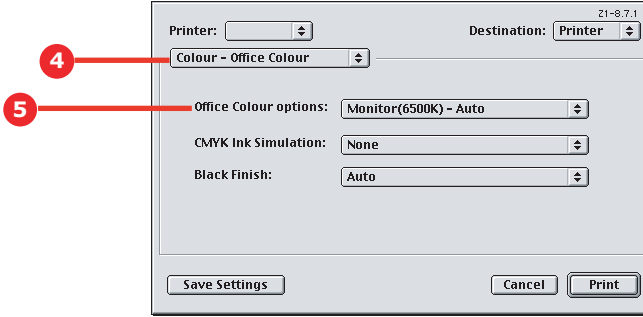 Z1-8.7.1
Printer: Destination: Printer
4 Colour - Office Colour
5 Office Colour options: Monitor(6500K) - Auto
CMYK Ink Simulation: None
Black Finish: Auto
Save Settings Cancel Print